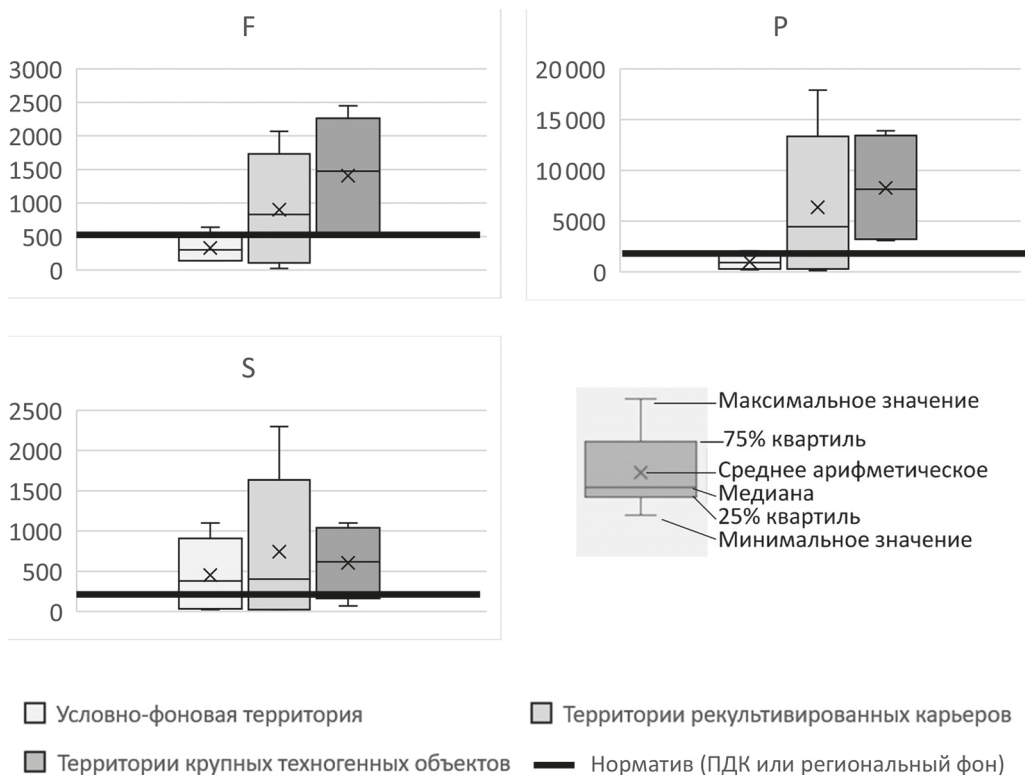 F
3000
2500
2000
1500
1000
500
0
P
20 000
15 000
10 000
5000
0
S
2500
2000
1500
1000
500
0
Максимальное значение
75% квартиль
Среднее арифметическое
Медиана
25% квартиль
Минимальное значение
Условно-фоновая территория
Территории рекультивированных карьеров
Территории крупных техногенных объектов
Норматив (ПДК или региональный фон)